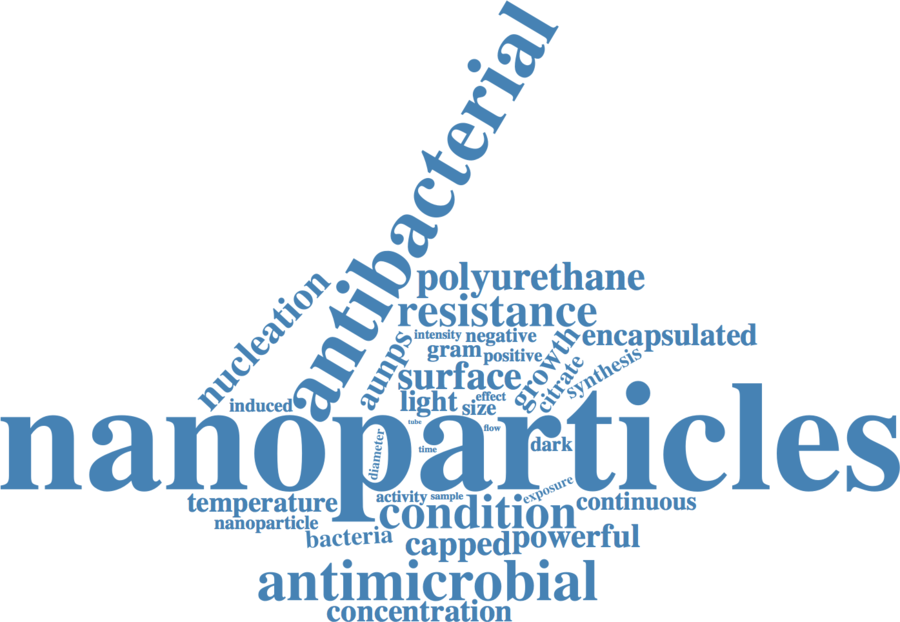 antibacterial
polyurethane
nucleation
resistance
intensity
negative
encapsulated
aunps
gram
positive
growth
citrate
synthesis
surface
induced
light
size
effect
nanoparticles
tube
flow
diameter
time
dark
temperature
activity
sample
exposure
continuous
nanoparticle
condition
bacteria
capped
powerful
antimicrobial
concentration